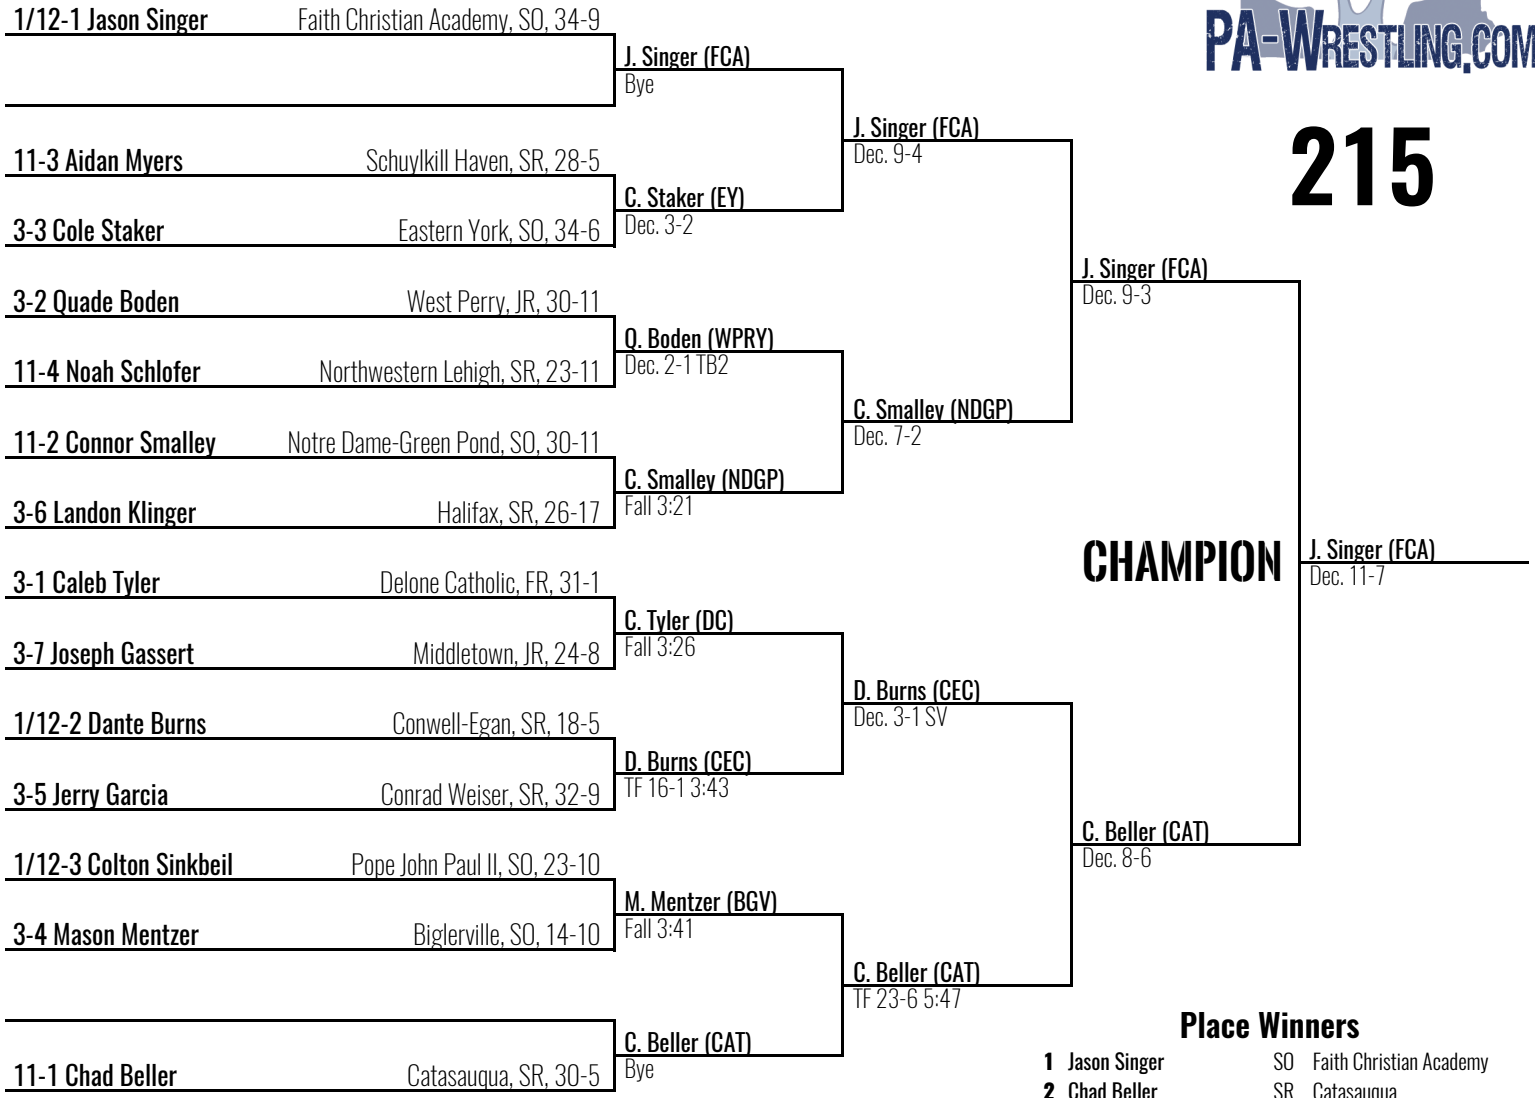 1/12-1 Jason Singer Faith Christian Academy, SO, 34-9
J. Singer (FCA)
Bye
PA-WRESTLING.COM
11-3 Aidan Myers Schuylkill Haven, SR, 28-5
J. Singer (FCA)
Dec. 9-4
215
C. Staker (EY)
Dec. 3-2
3-3 Cole Staker Eastern York, SO, 34-6
J. Singer (FCA)
Dec. 9-3
3-2 Quade Boden West Perry, JR, 30-11
Q. Boden (WPRY)
Dec. 2-1 TB2
11-4 Noah Schlofer Northwestern Lehigh, SR, 23-11
C. Smalley (NDGP)
Dec. 7-2
11-2 Connor Smalley Notre Dame-Green Pond, SO, 30-11
C. Smalley (NDGP)
Fall 3:21
3-6 Landon Klinger Halifax, SR, 26-17
CHAMPION
J. Singer (FCA)
Dec. 11-7
3-1 Caleb Tyler Delone Catholic, FR, 31-1
C. Tyler (DC)
Fall 3:26
3-7 Joseph Gassert Middletown, JR, 24-8
D. Burns (CEC)
Dec. 3-1 SV
1/12-2 Dante Burns Conwell-Egan, SR, 18-5
D. Burns (CEC)
TF 16-1 3:43
3-5 Jerry Garcia Conrad Weiser, SR, 32-9
C. Beller (CAT)
Dec. 8-6
1/12-3 Colton Sinkbeil Pope John Paul II, SO, 23-10
M. Mentzer (BGV)
Fall 3:41
3-4 Mason Mentzer Biglerville, SO, 14-10
C. Beller (CAT)
TF 23-6 5:47
C. Beller (CAT)
Bye
11-1 Chad Beller Catasauqua, SR, 30-5
Place Winners
1 Jason Singer SO Faith Christian Academy
2 Chad Beller SR Catasauqua